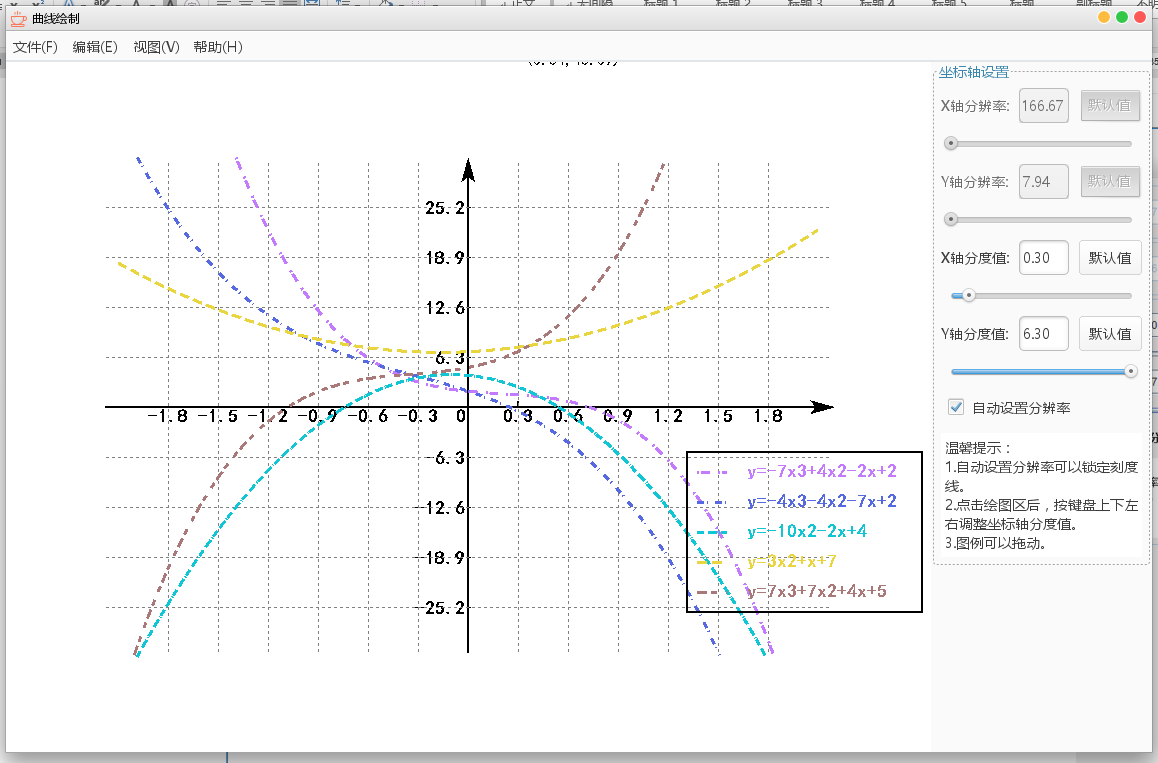 曲线绘制
文件(F) 编辑(E) 视图(V) 帮助(H)
坐标轴设置
X轴分辨率: 166.67 默认值
Y轴分辨率: 7.94 默认值
X轴分度值: 0.30 默认值
Y轴分度值: 6.30 默认值
自动设置分辨率
温馨提示：
1.自动设置分辨率可以锁定刻度
线。
2.点击绘图区后，按键盘上下左
右调整坐标轴分度值。
3.图例可以拖动。
25.2
18.9
12.6
6.3
-1.8 -1.5 -1.2 -0.9 -0.6 -0.3 0 0.3 0.6 0.9 1.2 1.5 1.8
-6.3
-12.6
-18.9
-25.2
y=-7x3+4x2-2x+2
y=-4x3-4x2-7x+2
y=-10x2-2x+4
y=3x2+x+7
y=7x3+7x2+4x+5